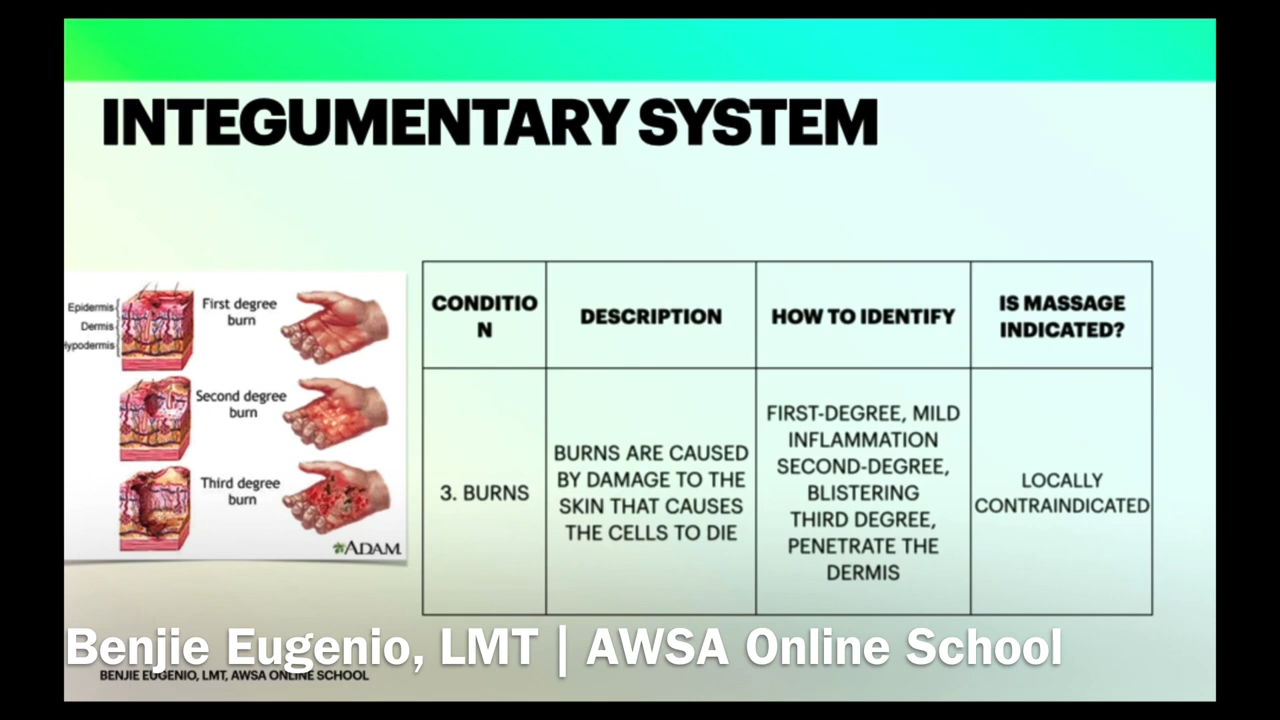 INTEGUMENTARY SYSTEM
Epidermis
Dermis
ypodermis
First degree
burn
Second degree
burn
Third degree
burn
ADAM
CONDITIO
N
DESCRIPTION
HOW TO IDENTIFY
IS MASSAGE
INDICATED?
3. BURNS
BURNS ARE CAUSED
BY DAMAGE TO THE
SKIN THAT CAUSES
THE CELLS TO DIE
FIRST-DEGREE, MILD
INFLAMMATION
SECOND-DEGREE,
BLISTERING
THIRD DEGREE,
PENETRATE THE
DERMIS
LOCALLY
CONTRAINDICATED
Benjie Eugenio, LMT | AWSA Online School
BENJIE EUGENIO, LMT, AWSA ONLINE SCHOOL